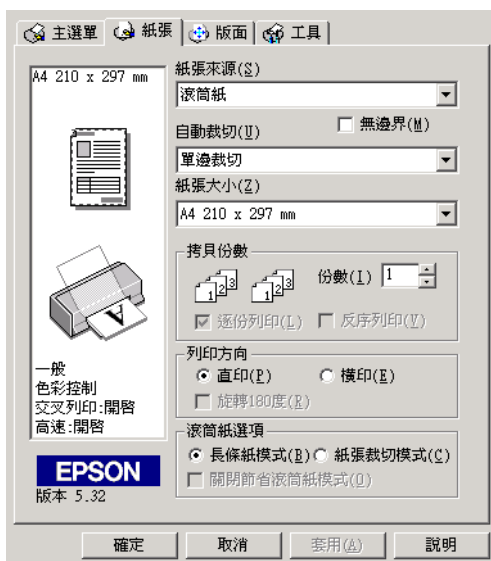 主選單 紙張 版面 工具
A4 210 x 297 mm
紙張來源(S)
滾筒紙
自動裁切(U) 無邊界(M)
單邊裁切
紙張大小(Z)
A4 210 x 297 mm
拷貝份數
份數(I) 1
逐份列印(L) 反序列印(V)
列印方向
直印(P) 橫印(E)
旋轉180度(R)
滾筒紙選項
長條紙模式(B) 紙張裁切模式(C)
關閉節省滾筒紙模式(O)
一般
色彩控制
交叉列印:開啓
高速:開啓
EPSON
版本 5.32
確定 取消 套用(A) 說明